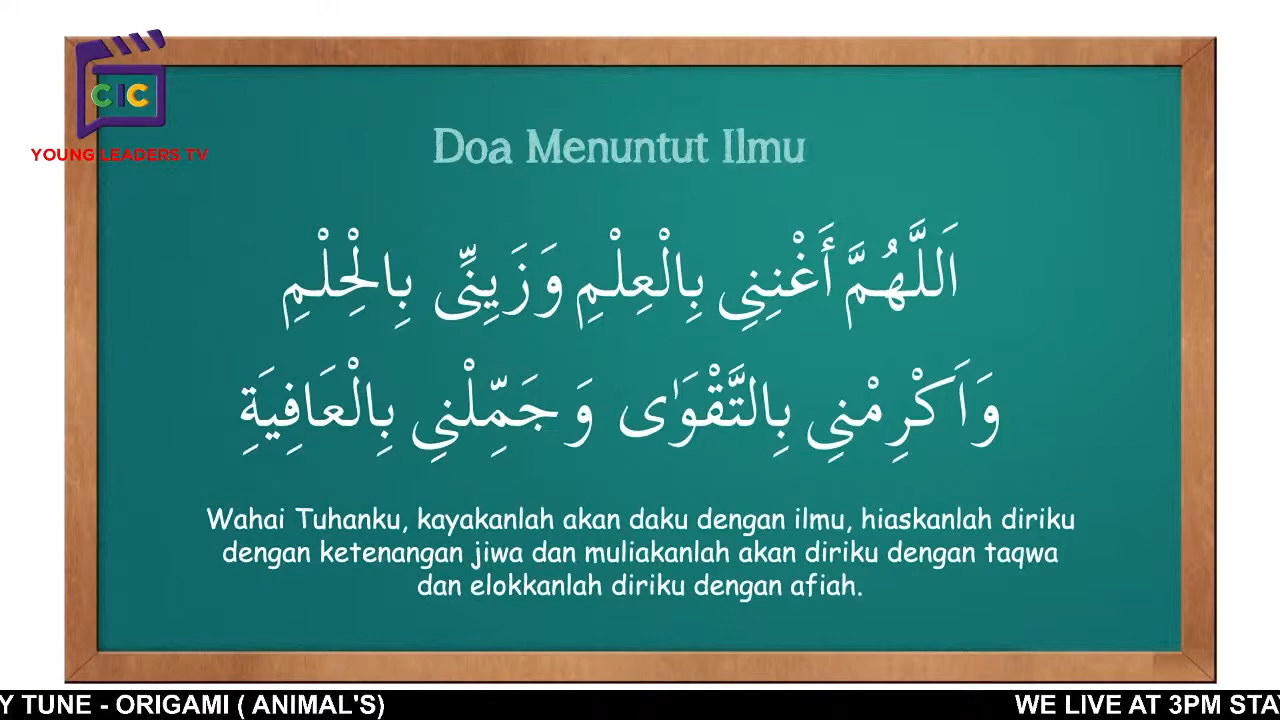 CIC
YOUNG LEADERS TV
Doa Menuntut Ilmu
اَللَّهُمَّ أَغْنِنِي بِالْعِلْمِ وَزَيِنِّى بِالْحِلْمِ
وَاَكْرِمْنِي بِالتَّقْوٰى وَجَمِّلْنِي بِالْعَافِيَةِ
Wahai Tuhanku, kayakanlah akan daku dengan ilmu, hiaskanlah diriku
dengan ketenangan jiwa dan muliakanlah akan diriku dengan taqwa
dan elokkanlah diriku dengan afiah.
Y TUNE - ORIGAMI ( ANIMAL'S) WE LIVE AT 3PM STAY